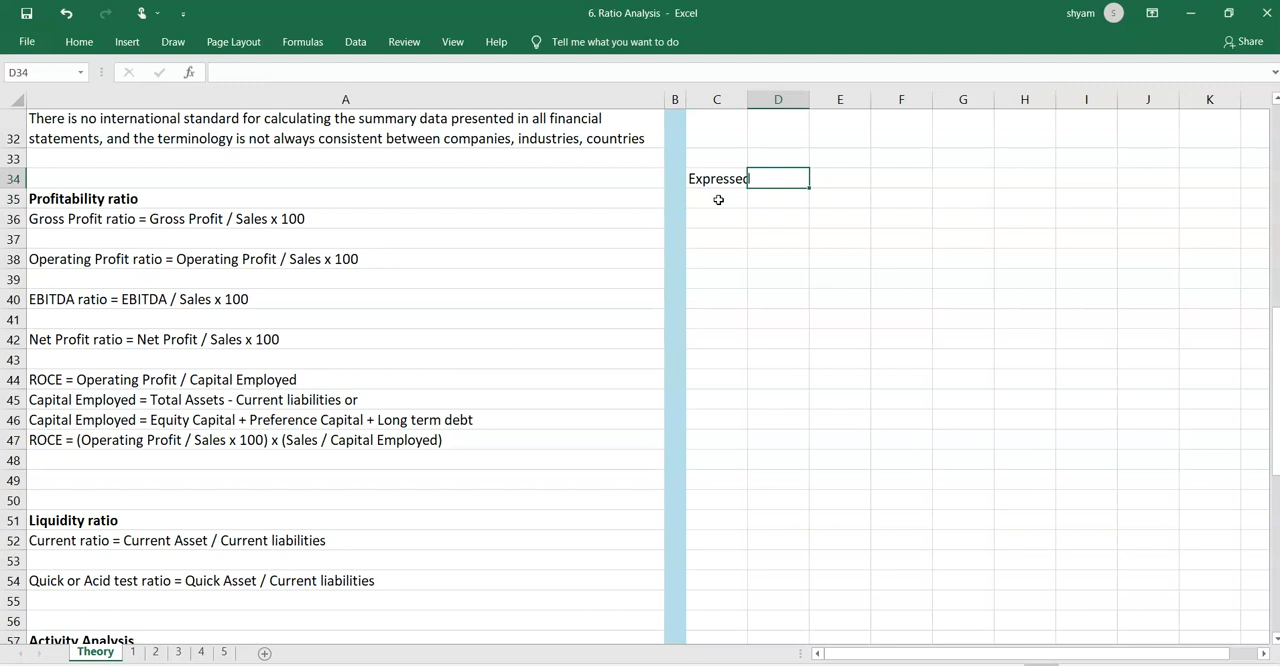 6. Ratio Analysis - Excel
shyam
S
File Home Insert Draw Page Layout Formulas Data Review View Help Tell me what you want to do
Share
D34
fx
A B C D E F G H I J K
32 There is no international standard for calculating the summary data presented in all financial
statements, and the terminology is not always consistent between companies, industries, countries
33
34 Expressed
35 Profitability ratio
36 Gross Profit ratio = Gross Profit / Sales x 100
37
38 Operating Profit ratio = Operating Profit / Sales x 100
39
40 EBITDA ratio = EBITDA / Sales x 100
41
42 Net Profit ratio = Net Profit / Sales x 100
43
44 ROCE = Operating Profit / Capital Employed
45 Capital Employed = Total Assets - Current liabilities or
46 Capital Employed = Equity Capital + Preference Capital + Long term debt
47 ROCE = (Operating Profit / Sales x 100) x (Sales / Capital Employed)
48
49
50
51 Liquidity ratio
52 Current ratio = Current Asset / Current liabilities
53
54 Quick or Acid test ratio = Quick Asset / Current liabilities
55
56
57 Activity Analysis
Theory 1 2 3 4 5